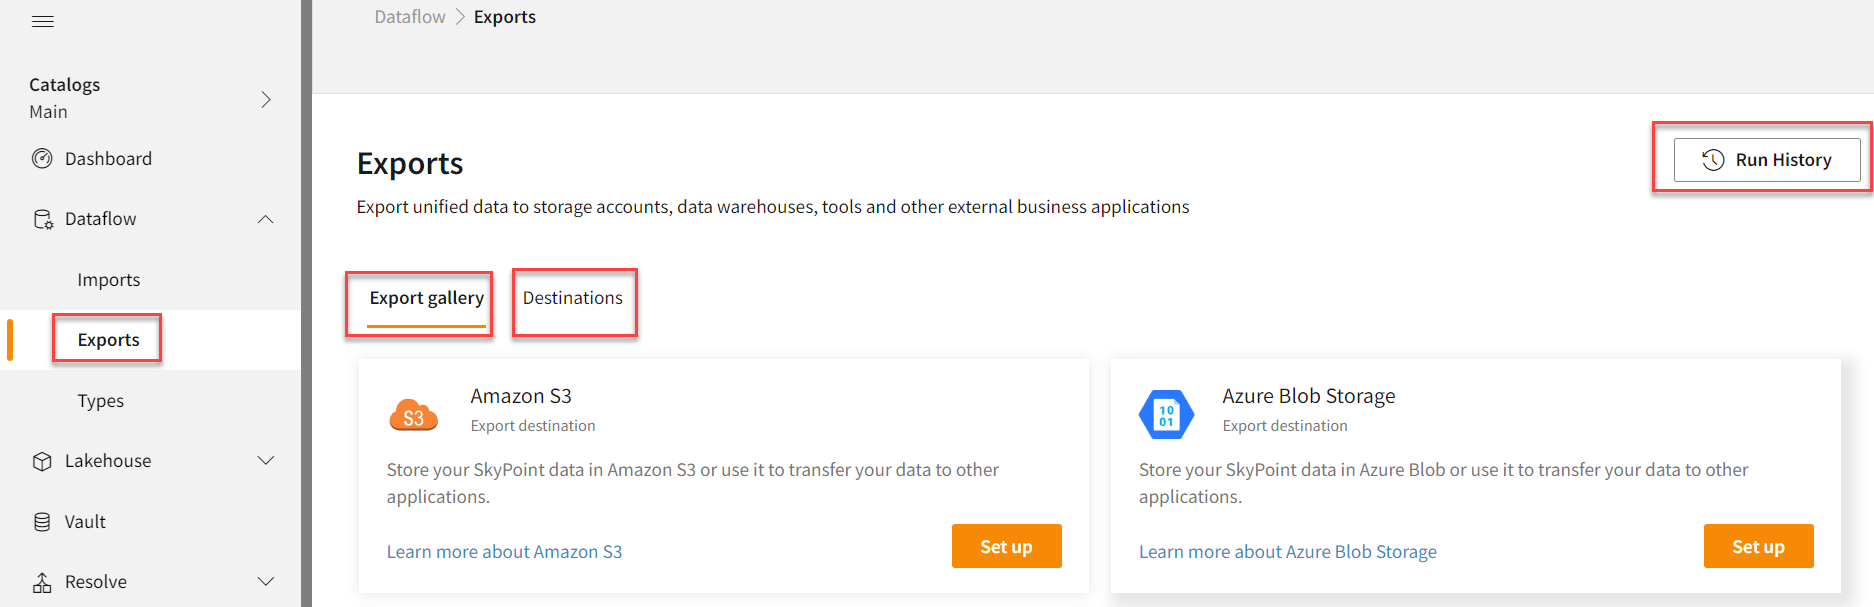 Dataflow > Exports
Catalogs
Main
Dashboard
Dataflow
Imports
Exports
Types
Lakehouse
Vault
Resolve
Exports
Run History
Export unified data to storage accounts, data warehouses, tools and other external business applications
Export gallery
Destinations
S3
Amazon S3
Export destination
Store your SkyPoint data in Amazon S3 or use it to transfer your data to other
applications.
Learn more about Amazon S3
Set up
10
01
Azure Blob Storage
Export destination
Store your SkyPoint data in Azure Blob or use it to transfer your data to other
applications.
Learn more about Azure Blob Storage
Set up